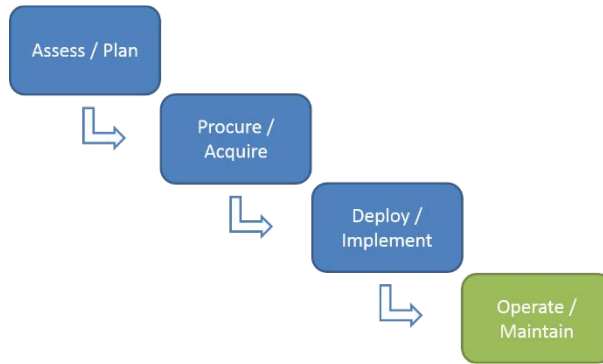 Assess / Plan
Procure /
Acquire
Deploy /
Implement
Operate /
Maintain